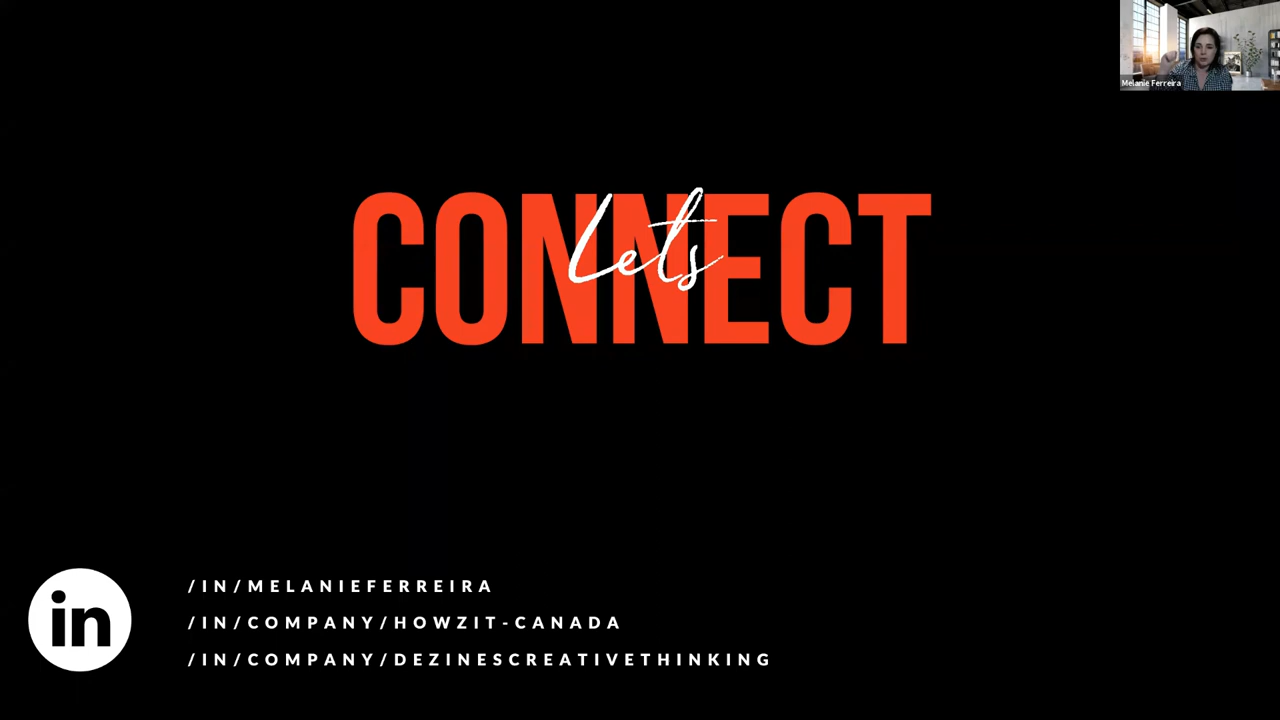 Melanie Ferreira
Lets
CONNECT
in
/IN/MELANIEFERREIRA
/IN/COMPANY/HOWZIT-CANADA
/IN/COMPANY/DEZINESCREATIVETHINKING